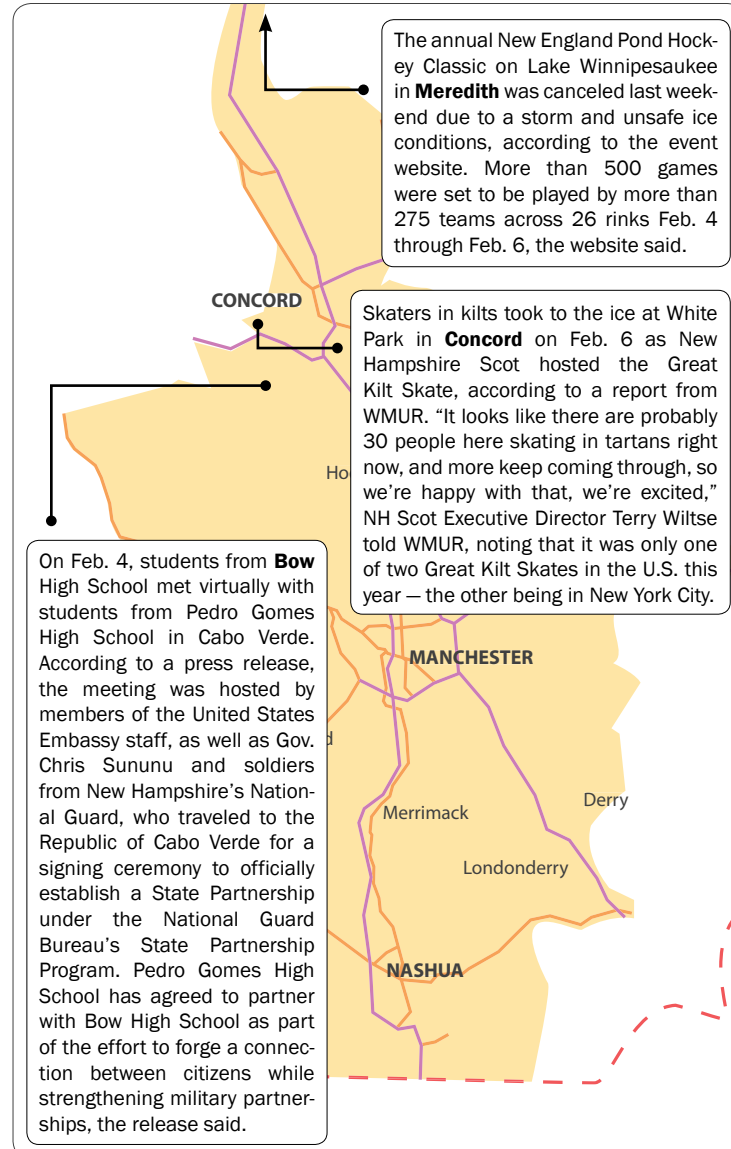 The annual New England Pond Hock-
ey Classic on Lake Winnipesaukee
in Meredith was canceled last week-
end due to a storm and unsafe ice
conditions, according to the event
website. More than 500 games
were set to be played by more than
275 teams across 26 rinks Feb. 4
through Feb. 6, the website said.
CONCORD
Skaters in kilts took to the ice at White
Park in Concord on Feb. 6 as New
Hampshire Scot hosted the Great
Kilt Skate, according to a report from
WMUR. “It looks like there are probably
30 people here skating in tartans right
now, and more keep coming through, so
we’re happy with that, we’re excited,”
NH Scot Executive Director Terry Wiltse
told WMUR, noting that it was only one
of two Great Kilt Skates in the U.S. this
year — the other being in New York City.
On Feb. 4, students from Bow
High School met virtually with
students from Pedro Gomes
High School in Cabo Verde.
According to a press release,
the meeting was hosted by
members of the United States
Embassy staff, as well as Gov.
Chris Sununu and soldiers
from New Hampshire’s Nation-
al Guard, who traveled to the
Republic of Cabo Verde for a
signing ceremony to officially
establish a State Partnership
under the National Guard
Bureau’s State Partnership
Program. Pedro Gomes High
School has agreed to partner
with Bow High School as part
of the effort to forge a connec-
tion between citizens while
strengthening military partner-
ships, the release said.
MANCHESTER
Merrimack
Derry
Londonderry
NASHUA